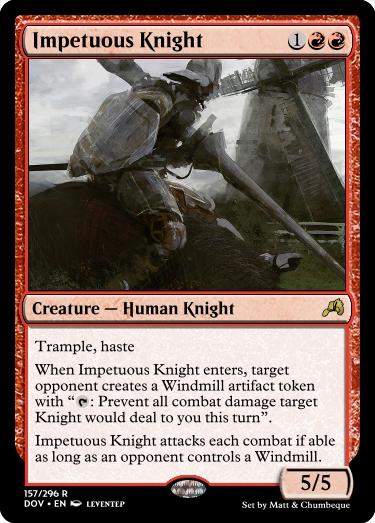 Impetuous Knight 1
Creature — Human Knight
Trample, haste
When Impetuous Knight enters, target
opponent creates a Windmill artifact token
with “: Prevent all combat damage target
Knight would deal to you this turn”.
Impetuous Knight attacks each combat if able
as long as an opponent controls a Windmill.
5/5
157/296 R
DOV • EN LEVENTEP
Set by Matt & Chumbeque